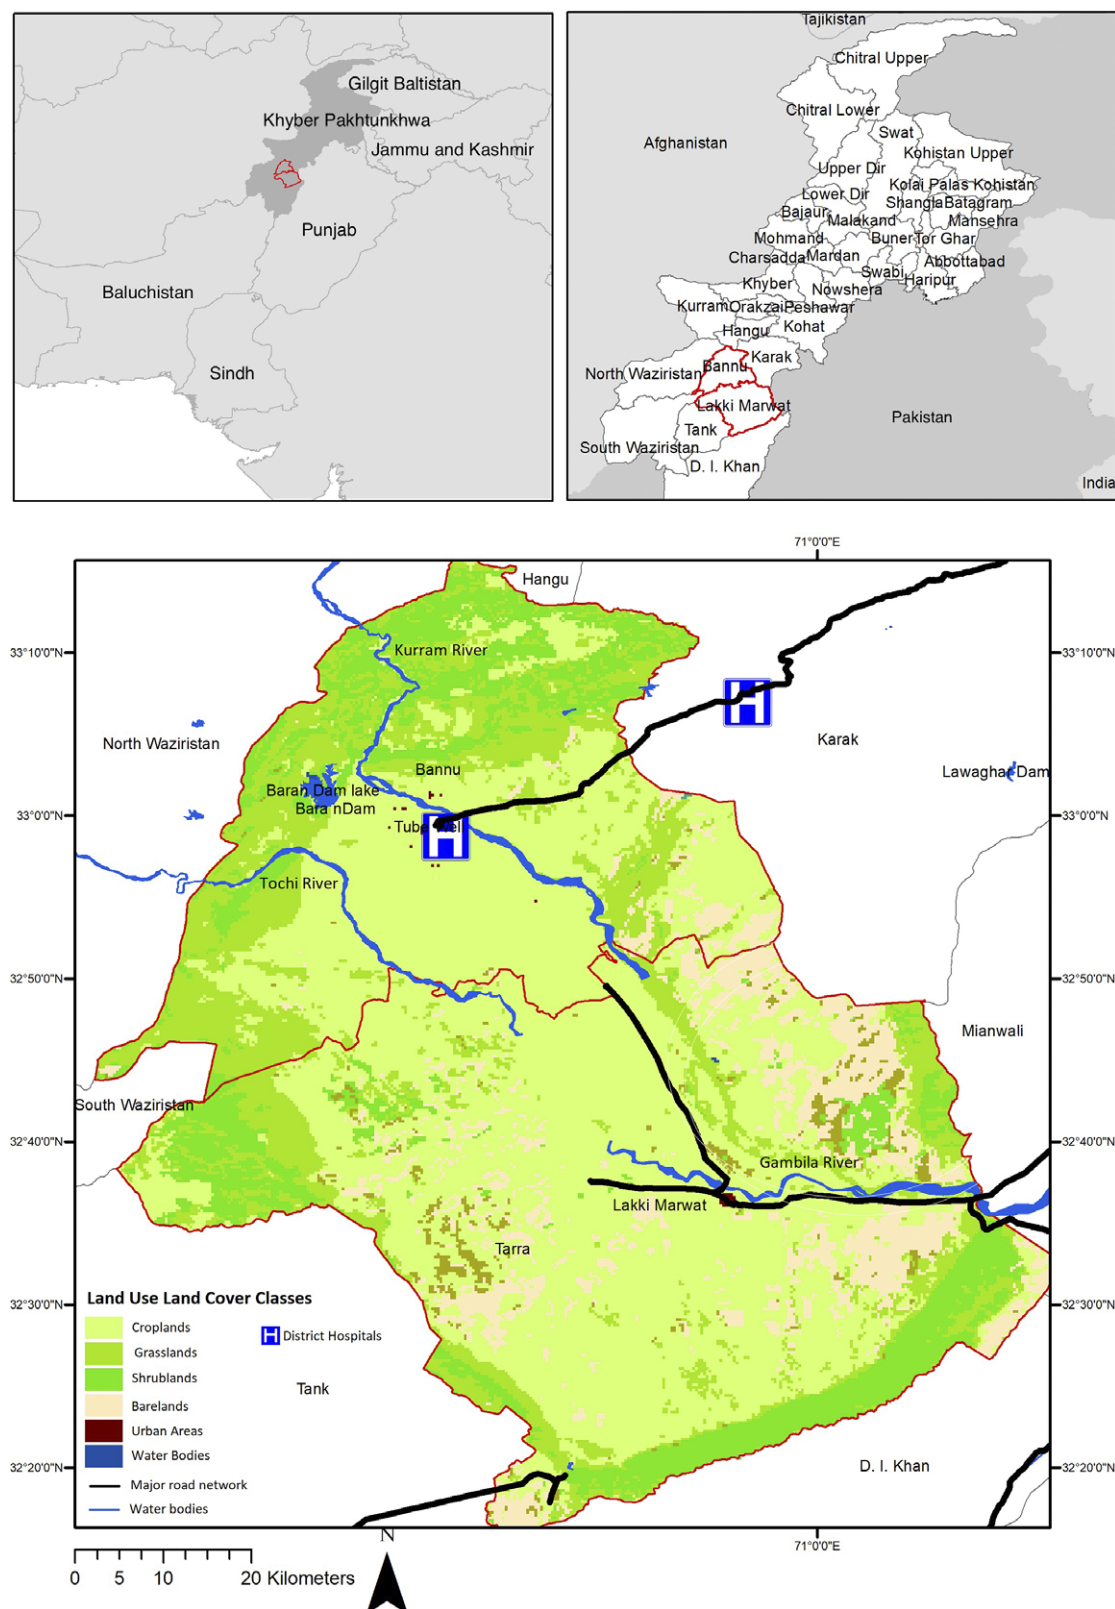 Gilgit Baltistan
Khyber Pakhtunkhwa
Jammu and Kashmir
Punjab
Baluchistan
Sindh
Tajikistan
Chitral Upper
Chitral Lower
Afghanistan
Swat
Kohistan Upper
Upper Dir
Kolai Palas Kohistan
Lower Dir
Shangla Batagram
Bajaur
Malakand
Mansehra
Mohmand
Buner Tor Ghar
Charsadda Mardan
Abbottabad
Swabi
Haripur
Khyber
Nowshera
Kurram Orakzai Peshawar
Hangu
Kohat
Karak
Bannu
North Waziristan
Lakki Marwat
Pakistan
Tank
South Waziristan
D. I. Khan
India
71°0'0"E
Hangu
33°10'0"N
Kurram River
33°10'0"N
H
North Waziristan
Karak
Bannu
Lawaghar Dam
Baran Dam lake
Bara nDam
33°0'0"N
33°0'0"N
Tube Well
H
Tochi River
32°50'0"N
32°50'0"N
Mianwali
South Waziristan
32°40'0"N
32°40'0"N
Gambila River
Lakki Marwat
Tarra
Land Use Land Cover Classes
32°30'0"N
32°30'0"N
Croplands
H District Hospitals
Grasslands
Shrublands
Tank
Barelands
Urban Areas
Water Bodies
D. I. Khan
32°20'0"N
32°20'0"N
Major road network
Water bodies
N
71°0'0"E
0 5 10 20 Kilometers